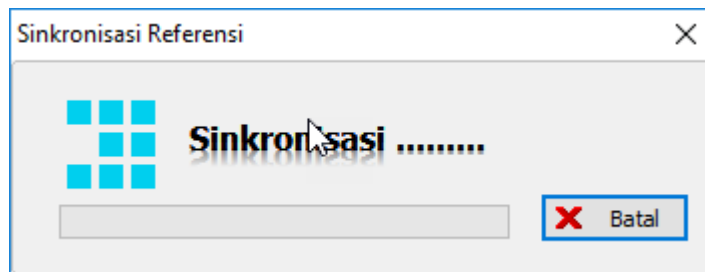 Sinkronisasi Referensi
Sinkronisasi .........
Batal